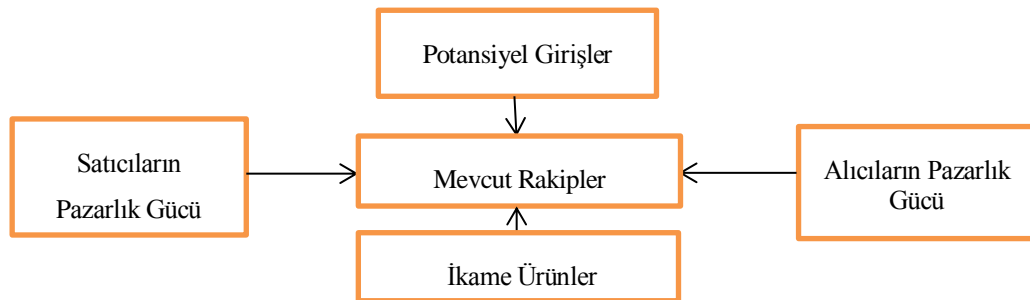 Potansiyel Girişler
Satıcıların
Pazarlık Gücü
Mevcut Rakipler
Alıcıların Pazarlık
Gücü
İkame Ürünler